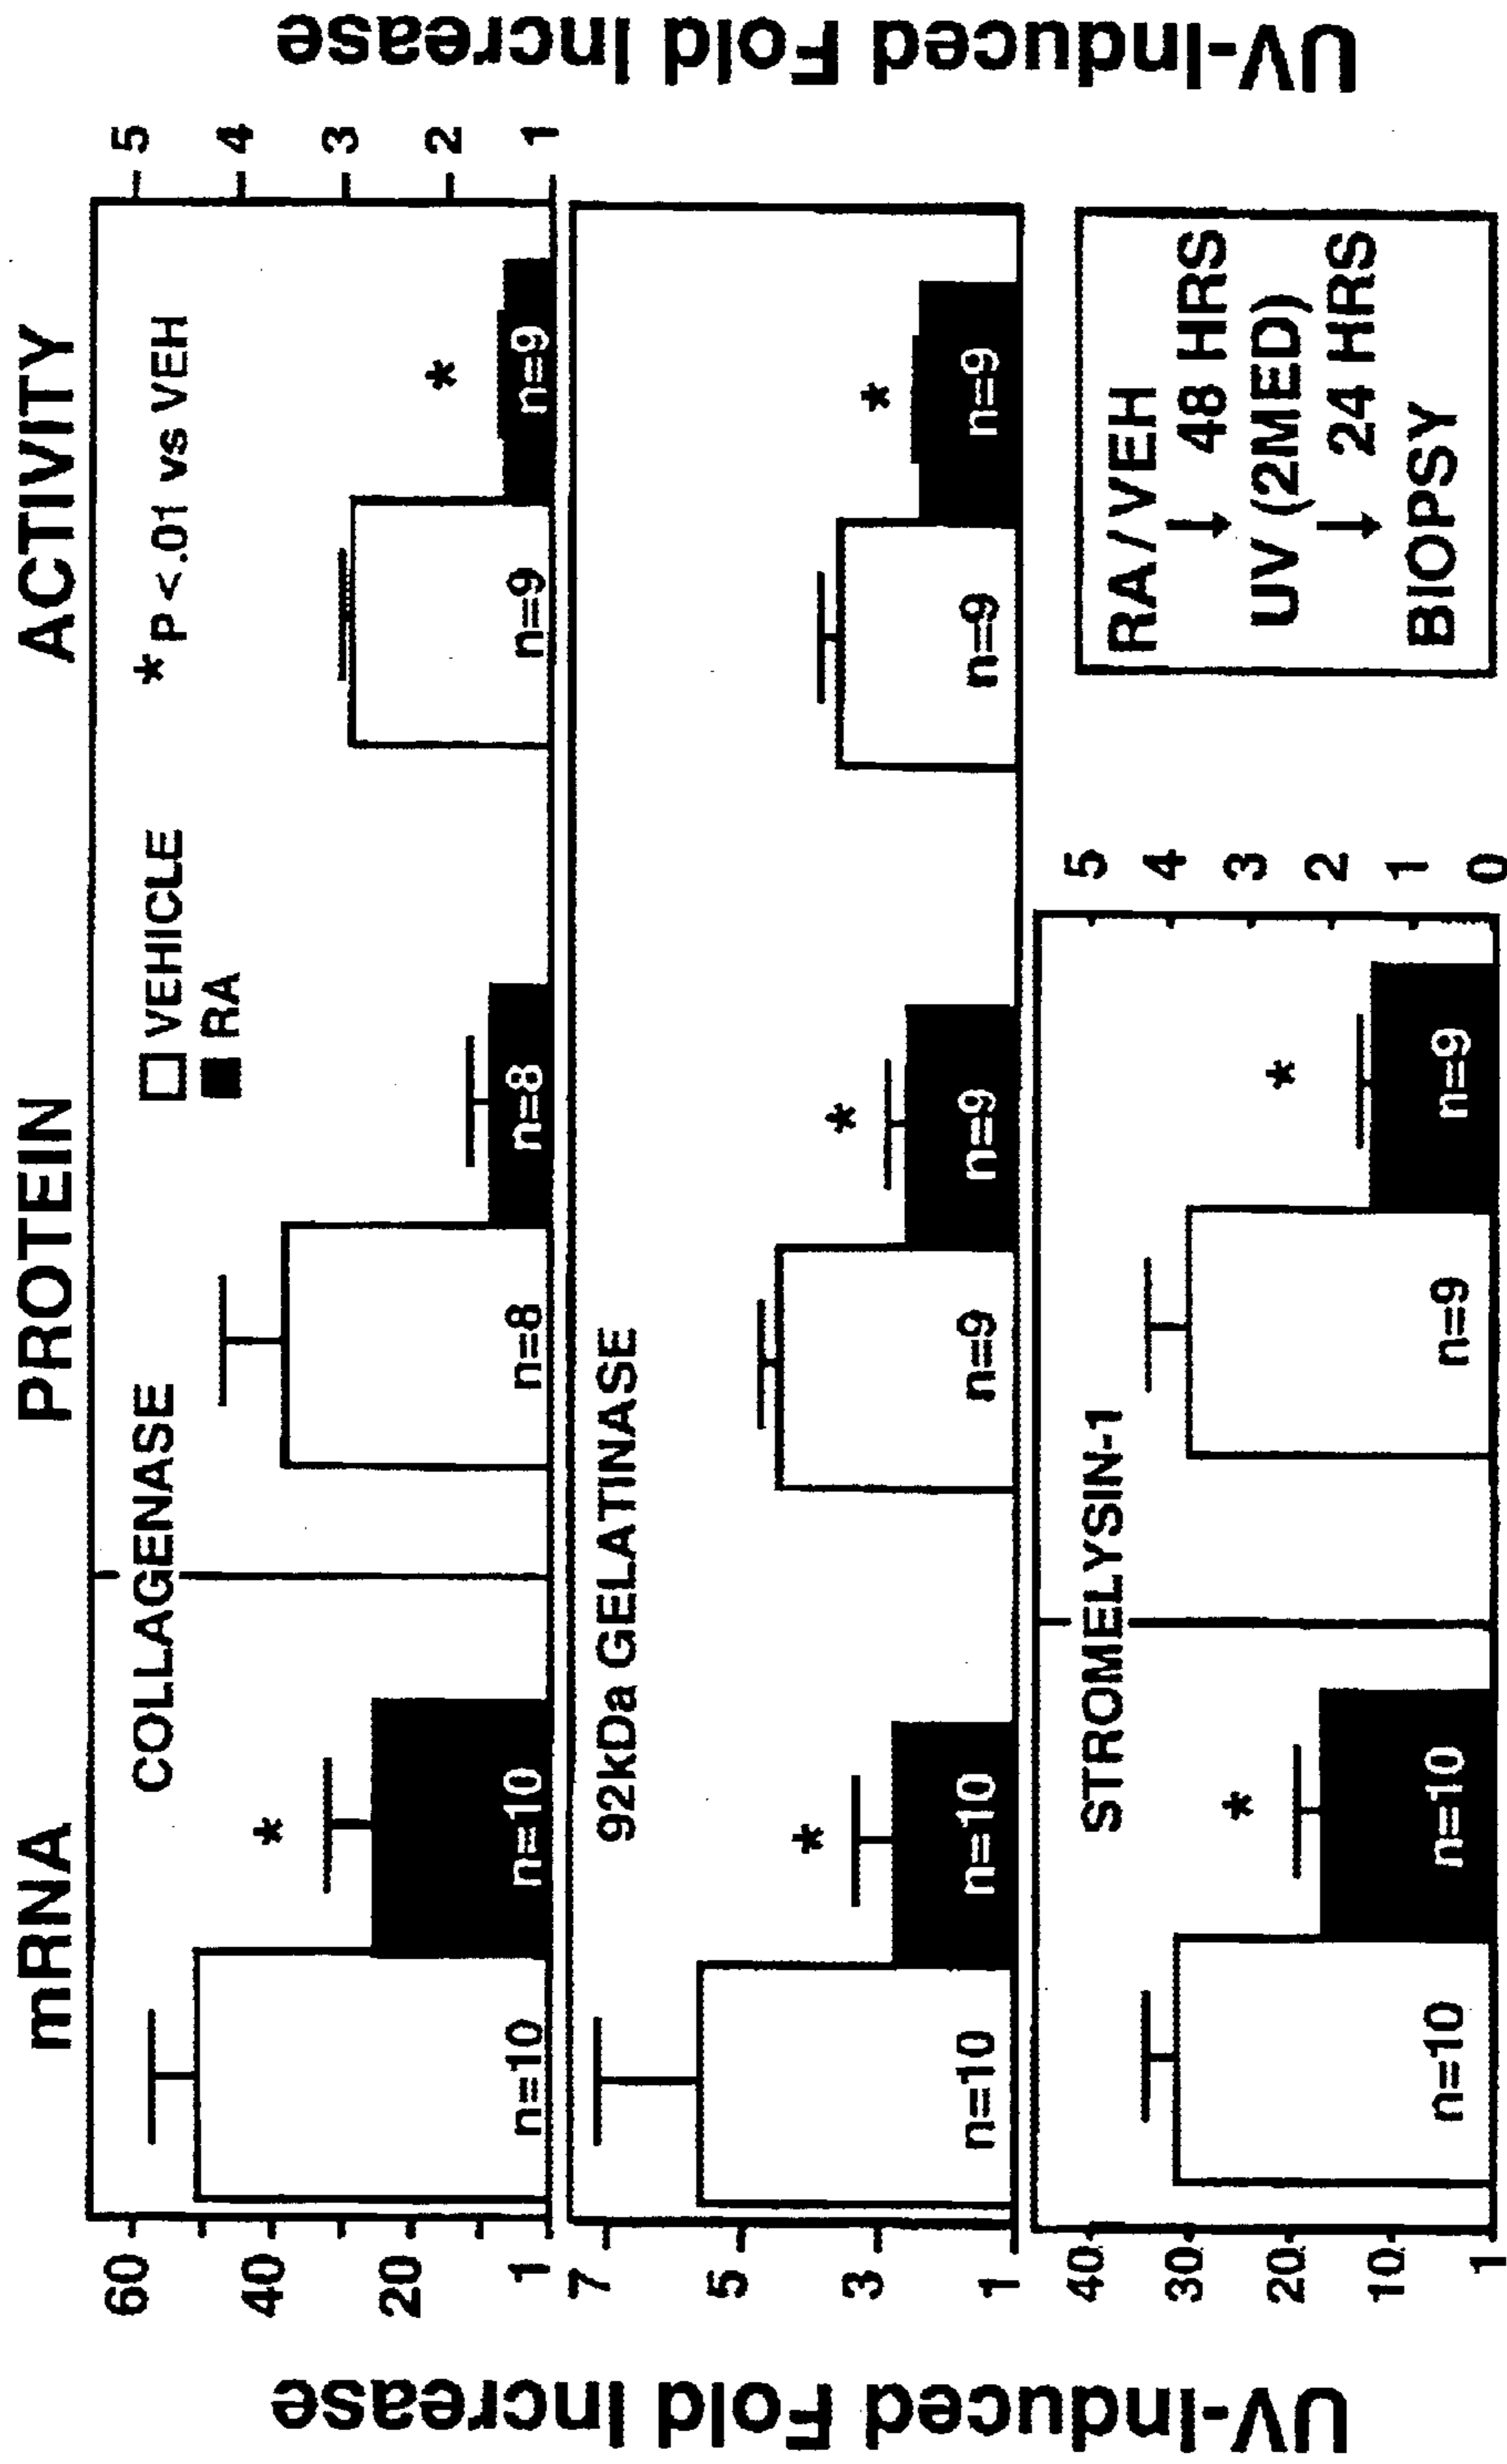 mRNA
PROTEIN
ACTIVITY
UV-Induced Fold Increase
60
40
20
1
COLLAGENASE
VEHICLE
RA
*P<.01 vs VEH
*
*
n=10
n=10
n=8
n=8
n=9
n=9
5
4
3
2
1
UV-Induced Fold Increase
7
5
3
1
92kDa GELATINASE
*
*
*
n=10
n=10
n=9
n=9
n=9
n=9
40
30
20
10
1
STROMELYSIN-1
*
*
n=10
n=10
n=9
n=9
5
4
3
2
1
0
RA/VEH
↓ 48 HRS
UV (2MED)
↓ 24 HRS
BIOPSY